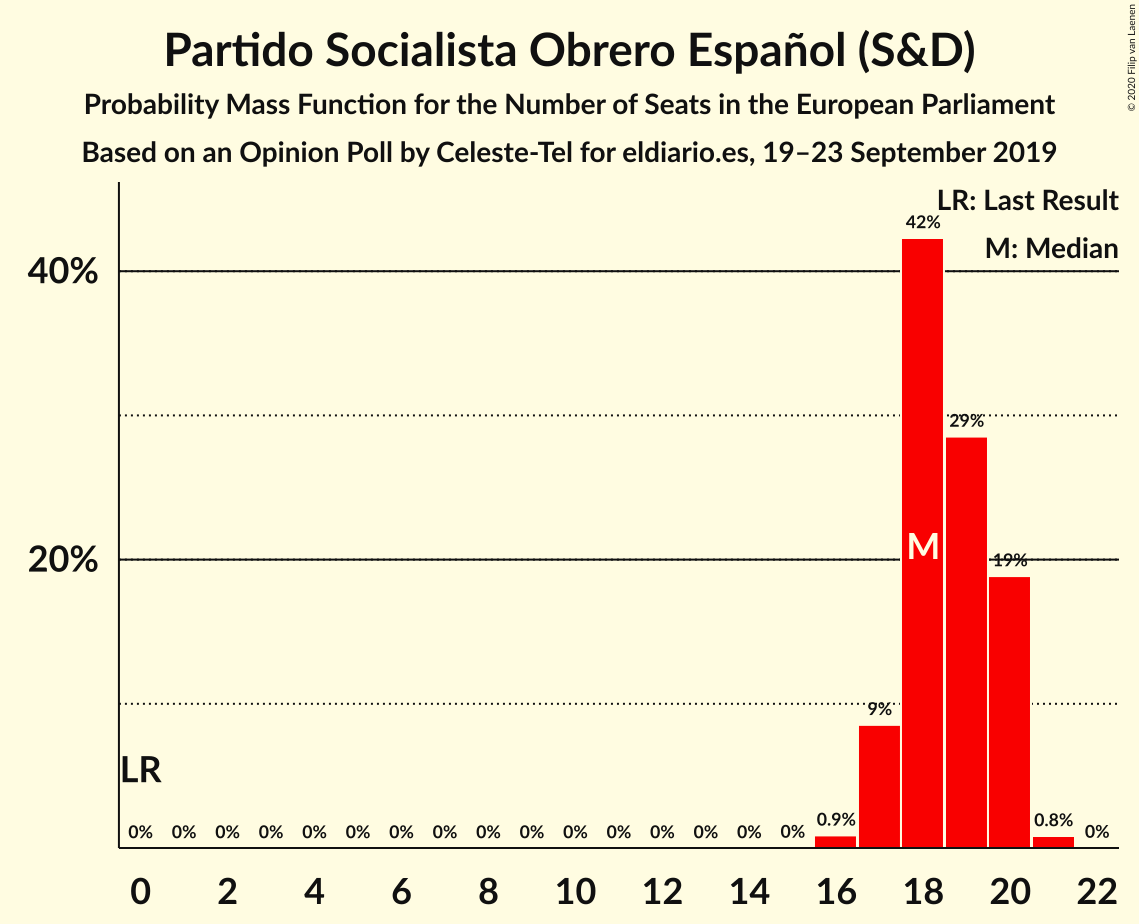 Partido Socialista Obrero Español (S&D)
Probability Mass Function for the Number of Seats in the European Parliament
Based on an Opinion Poll by Celeste-Tel for eldiario.es, 19–23 September 2019
© 2020 Filip van Laenen
LR: Last Result
M: Median
42%
40%
29%
20%
M
19%
9%
LR
0% 0% 0% 0% 0% 0% 0% 0% 0% 0% 0% 0% 0% 0% 0% 0% 0.9% 0.8% 0%
0 2 4 6 8 10 12 14 16 18 20 22